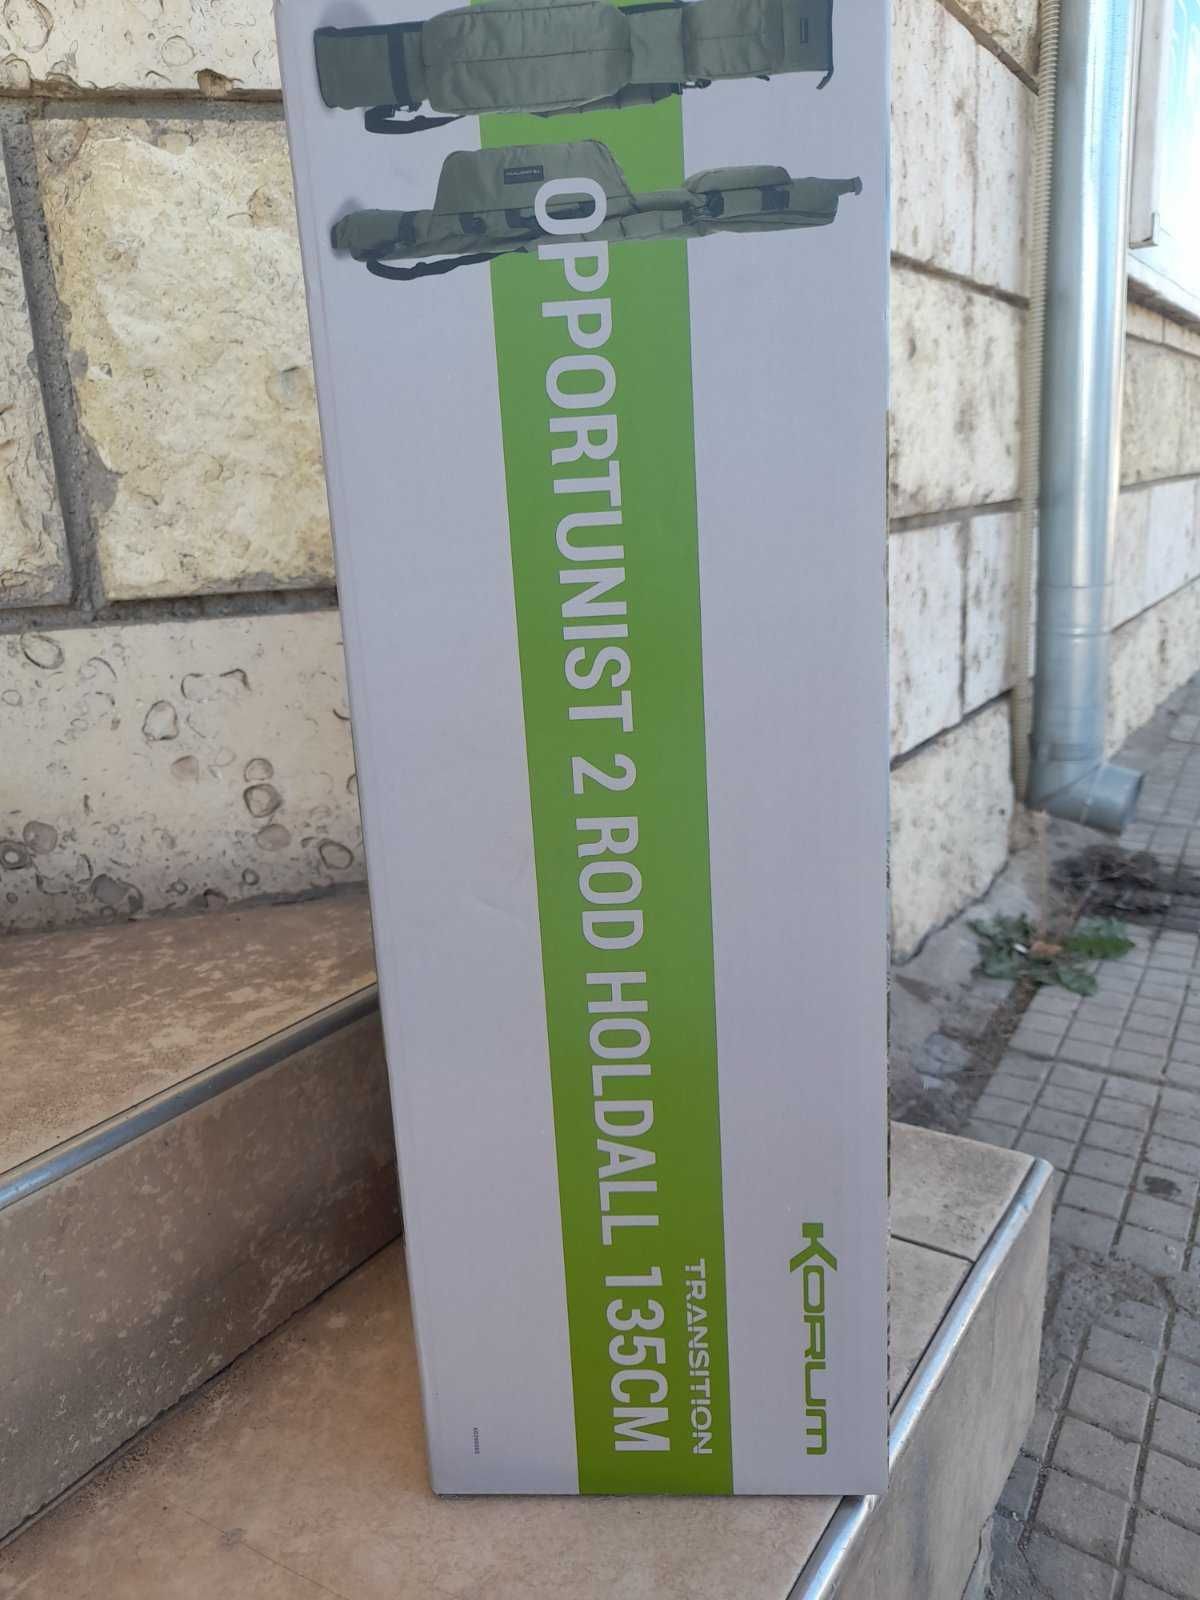 OPPORTUNIST 2 ROD HOLDALL 135CM
TRANSITION
KORUM